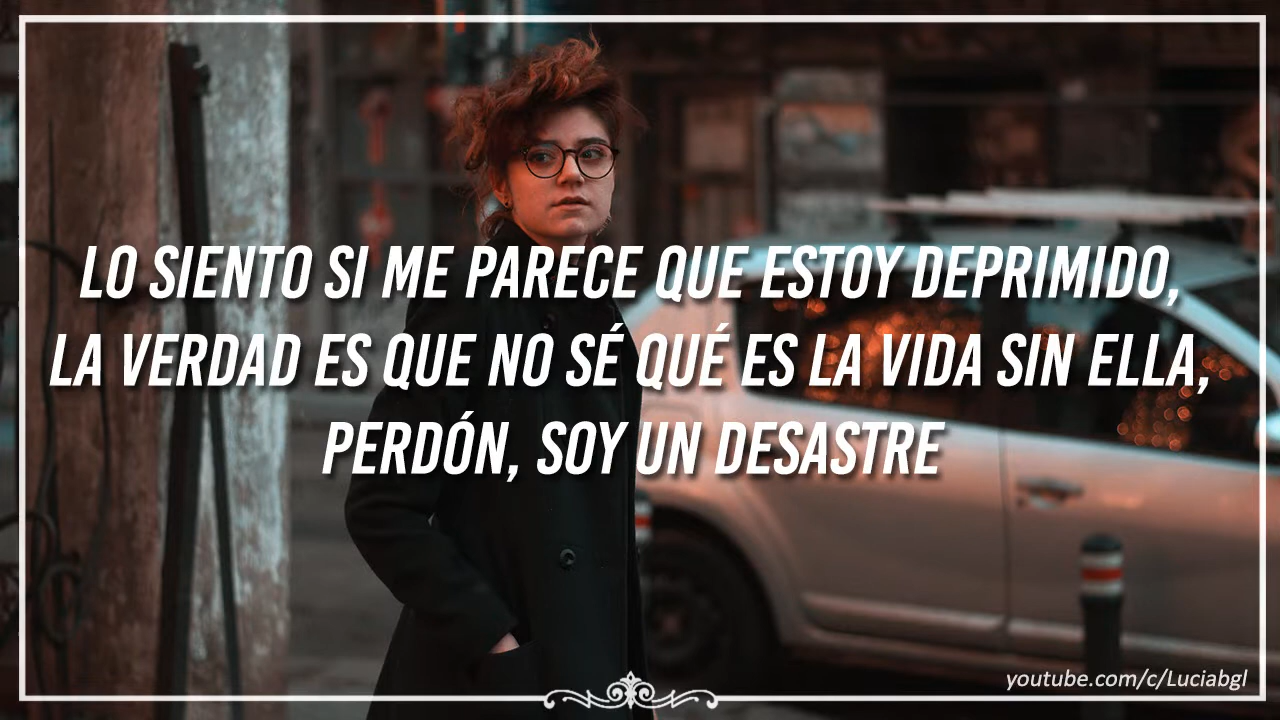 LO SIENTO SI ME PARECE QUE ESTOY DEPRIMIDO,
LA VERDAD ES QUE NO SÉ QUÉ ES LA VIDA SIN ELLA,
PERDÓN, SOY UN DESASTRE
youtube.com/c/Luciabgl